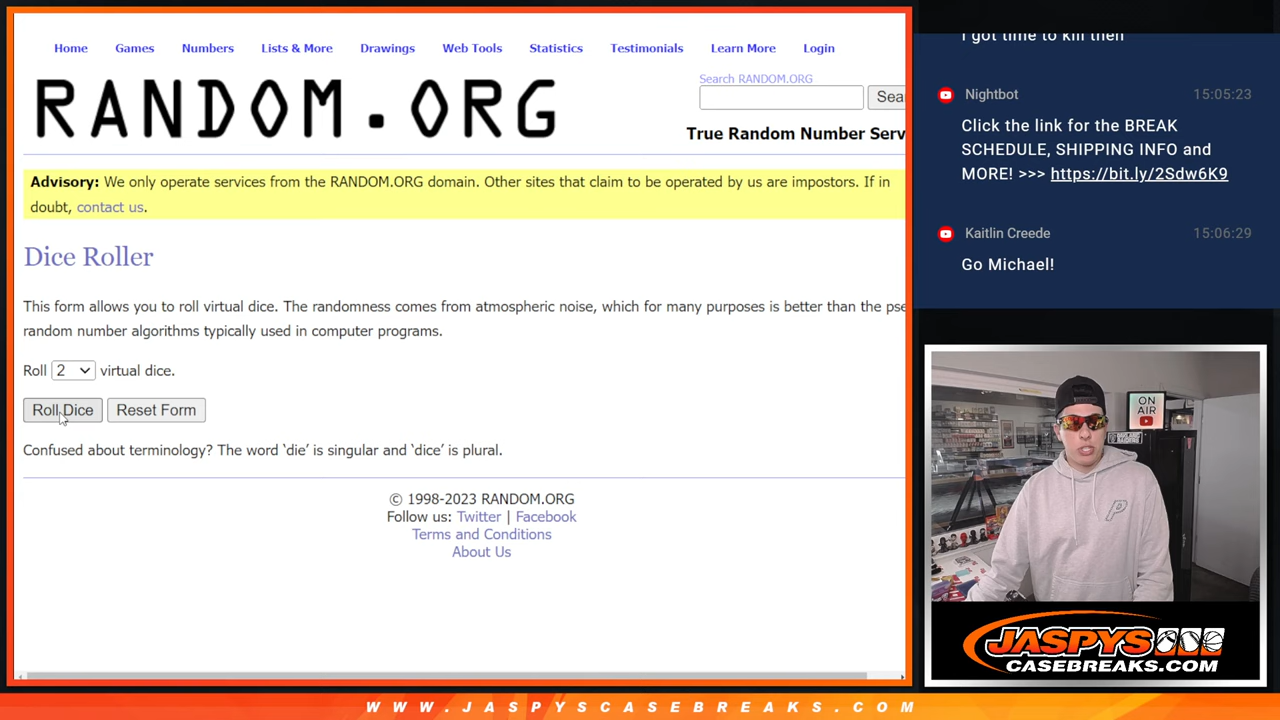 Home Games Numbers Lists & More Drawings Web Tools Statistics Testimonials Learn More Login
RANDOM.ORG
Search RANDOM.ORG
Sea
True Random Number Serv
Advisory: We only operate services from the RANDOM.ORG domain. Other sites that claim to be operated by us are impostors. If in
doubt, contact us.
Dice Roller
This form allows you to roll virtual dice. The randomness comes from atmospheric noise, which for many purposes is better than the pse
random number algorithms typically used in computer programs.
Roll 2 virtual dice.
Roll Dice Reset Form
Confused about terminology? The word ‘die’ is singular and ‘dice’ is plural.
© 1998-2023 RANDOM.ORG
Follow us: Twitter | Facebook
Terms and Conditions
About Us
I got time to kill then
Nightbot 15:05:23
Click the link for the BREAK
SCHEDULE, SHIPPING INFO and
MORE! >>> https://bit.ly/2Sdw6K9
Kaitlin Creede 15:06:29
Go Michael!
ON
AIR
P
JASPYS
CASEBREAKS.COM
WWW.JASPYSCASEBREAKS.COM